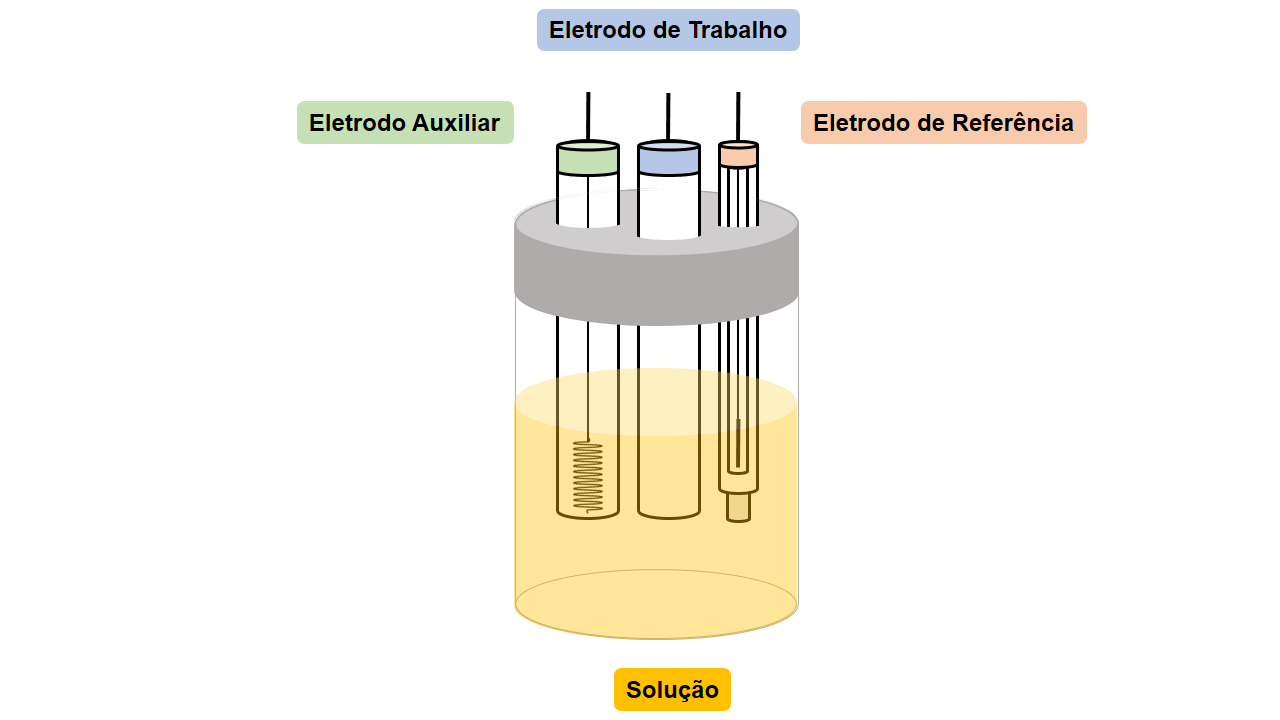 Eletrodo de Trabalho
Eletrodo Auxiliar
Eletrodo de Referência
Solução